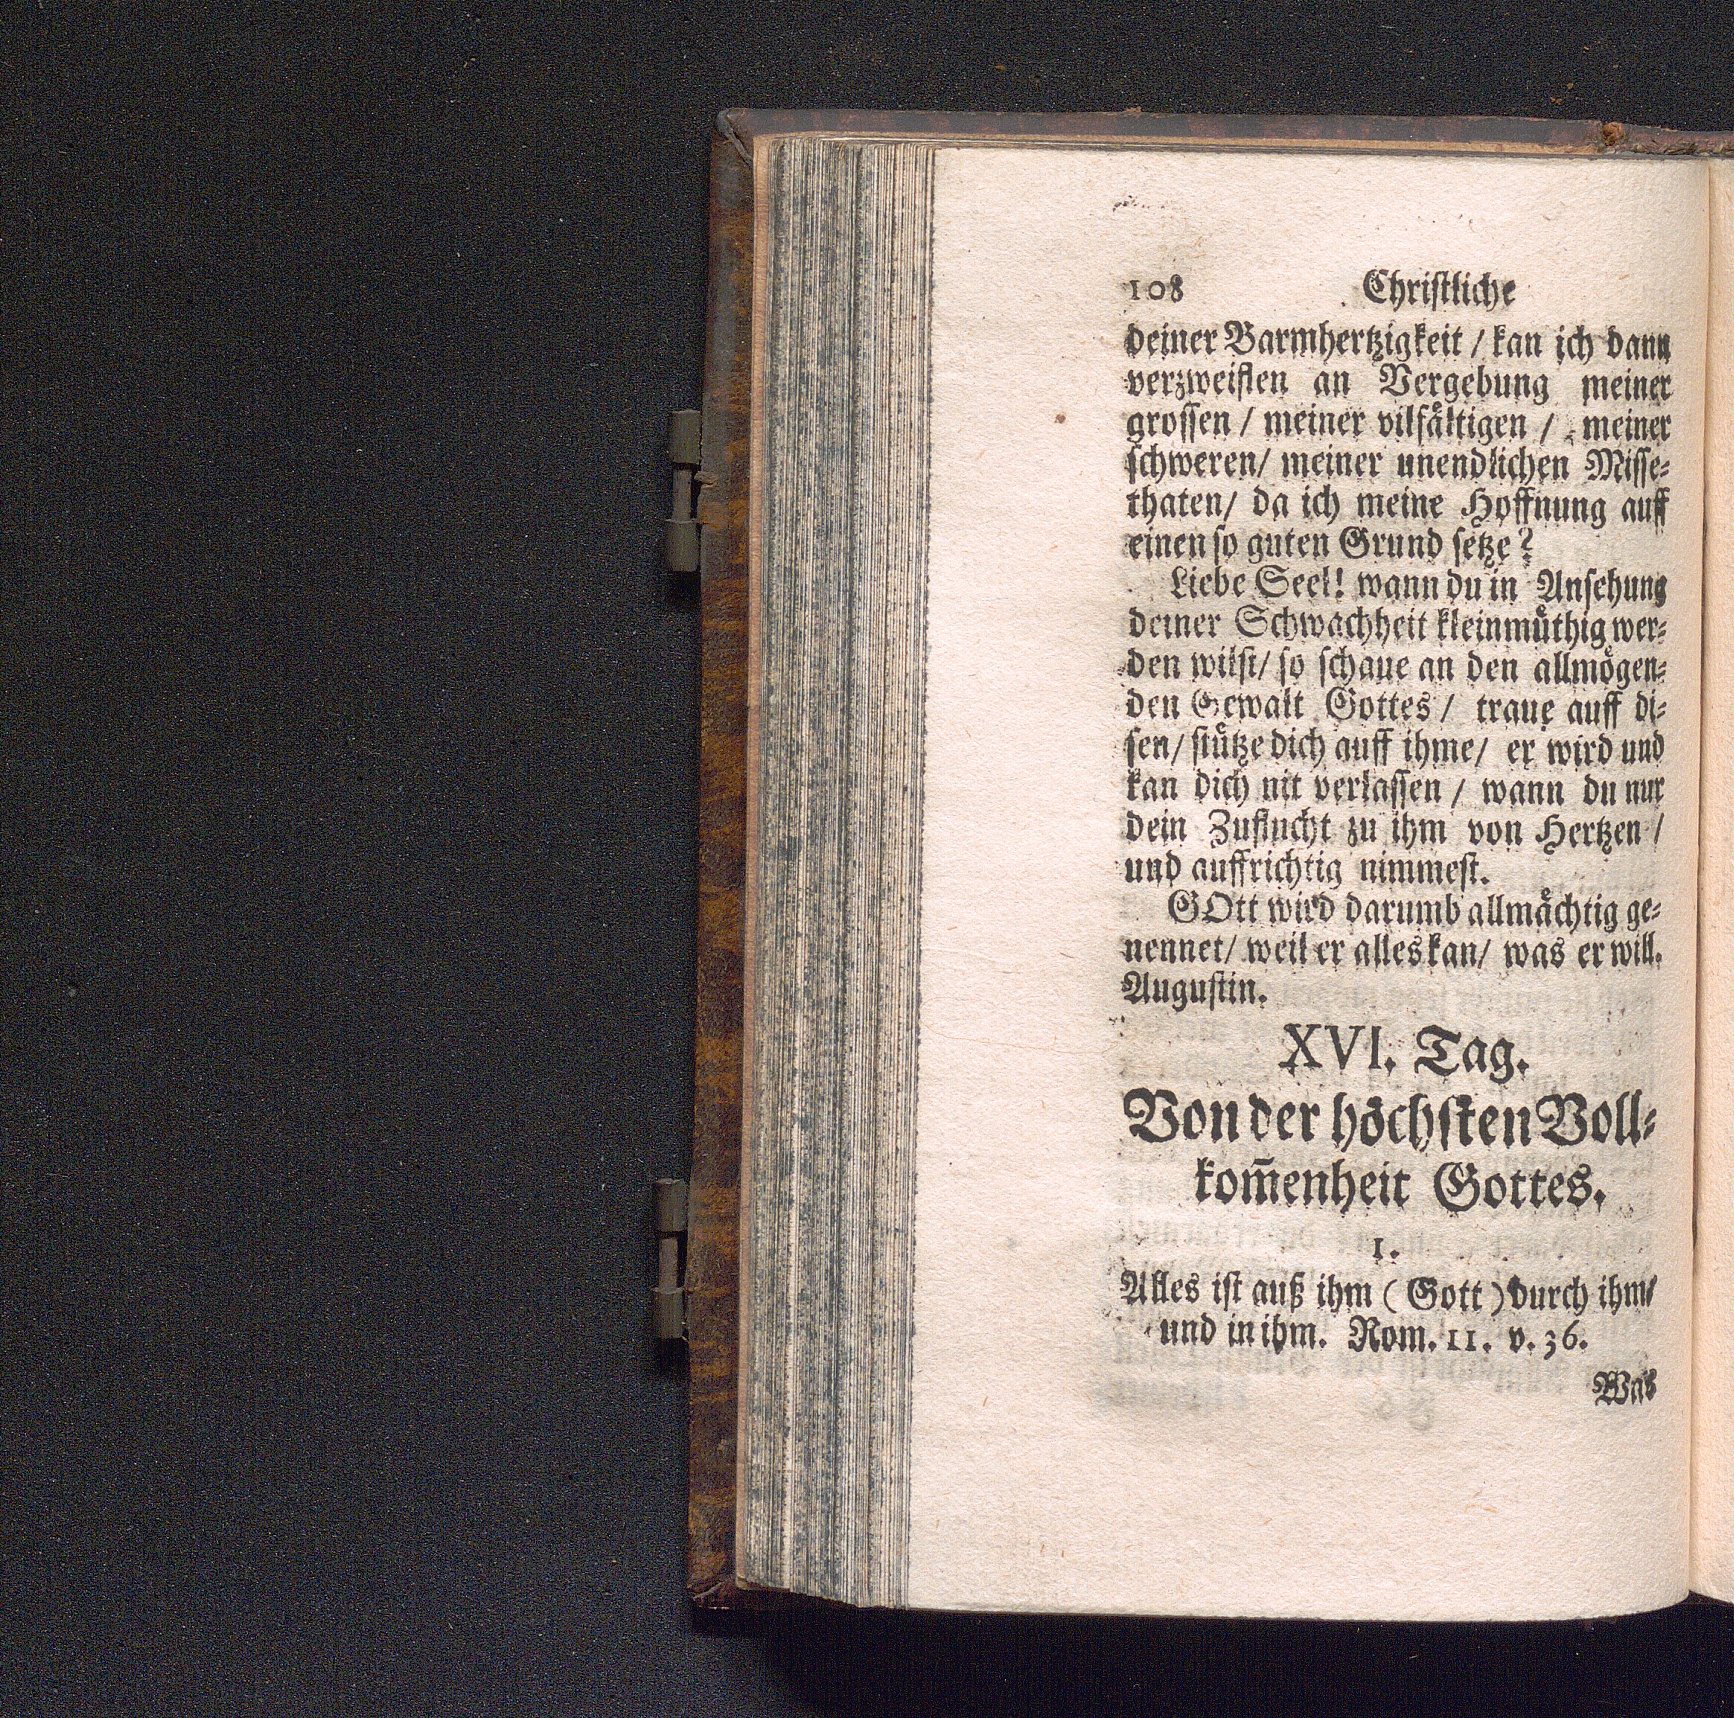 108 Christliche
deiner Barmhertzigkeit / kan ich dann
verzweiflen an Vergebung meiner
grossen / meiner vilfältigen / meiner
schweren / meiner unendlichen Misse-
thaten / da ich meine Hoffnung auff
einen so guten Grund setze?
Liebe Seel! wann du in Ansehung
deiner Schwachheit kleinmüthig wer-
den wilst / so schaue an den allmögen-
den Gewalt Gottes / traue auff di-
sen / stütze dich auff ihme / er wird und
kan dich nit verlassen / wann du nur
dein Zuflucht zu ihm von Hertzen /
und auffrichtig nimmest.
GOtt wird darumb allmächtig ge-
nennet / weil er alles kan / was er will.
Augustin.
XVI. Tag.
Von der höchsten Voll-
kom̄enheit Gottes.
1.
Alles ist auß ihm ( Gott ) durch ihm /
und in ihm. Rom. 11. v. 36.
Was